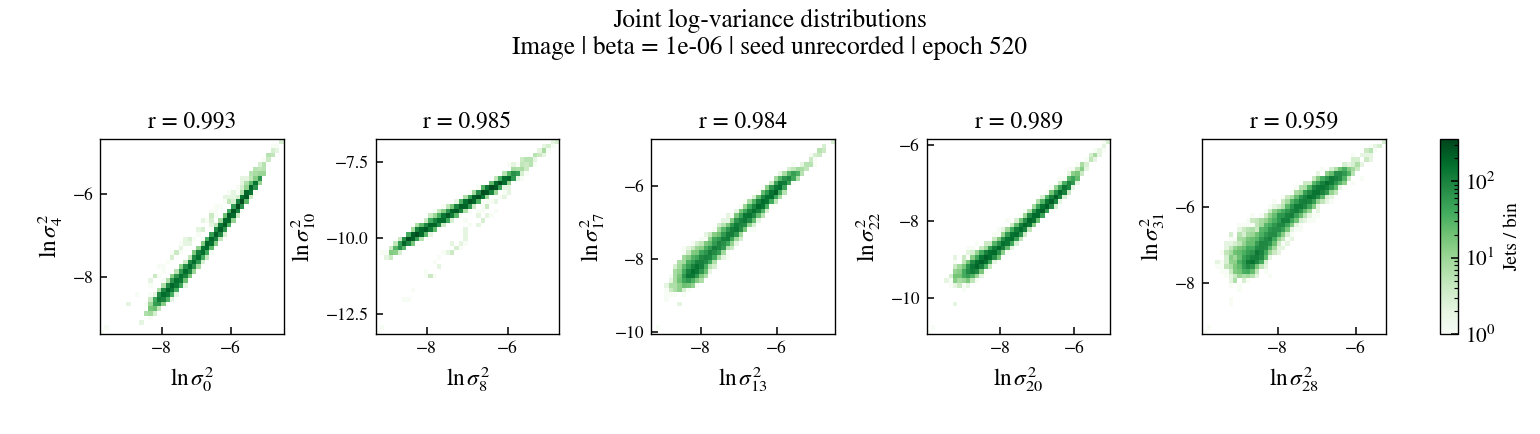 Joint log-variance distributions
Image | beta = 1e-06 | seed unrecorded | epoch 520
r = 0.993
r = 0.985
r = 0.984
r = 0.989
r = 0.959
ln σ²₄
−6
−8
−8
−6
ln σ²₀
ln σ²₁₀
−7.5
−10.0
−12.5
−8
−6
ln σ²₈
ln σ²₁₇
−6
−8
−10
−8
−6
ln σ²₁₃
ln σ²₂₂
−6
−8
−10
−8
−6
ln σ²₂₀
ln σ²₃₁
−6
−8
−8
−6
ln σ²₂₈
10²
10¹
10⁰
Jets / bin